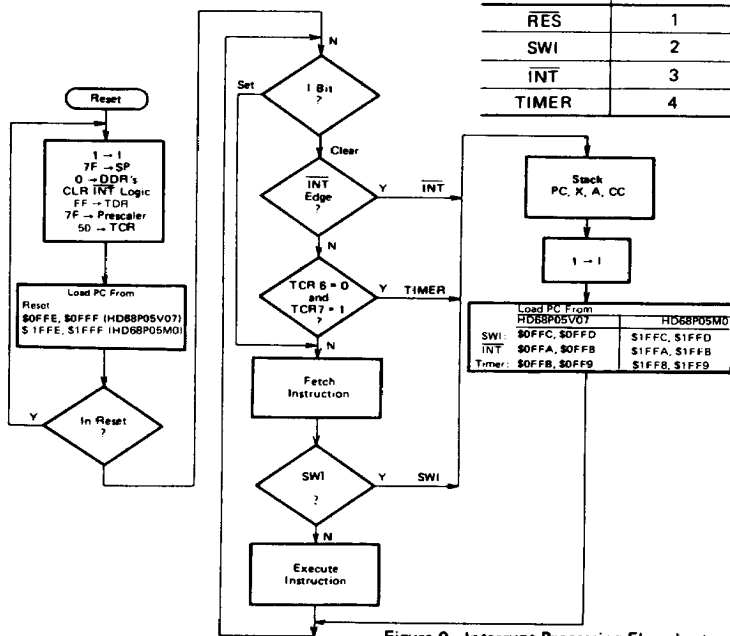 RES 1
SWI 2
INT 3
TIMER 4
Reset
1 → I
7F → SP
0 → DDR's
CLR INT Logic
FF → TDR
7F → Prescaler
50 → TCR
Load PC From
Reset
$0FFE, $0FFF (HD68P05V07)
$1FFE, $1FFF (HD68P05M0)
In Reset
?
Y
N
N
Set
I Bit
?
Clear
INT
Edge
?
Y
INT
N
TCR 6 = 0
and
TCR7 = 1
?
Y
TIMER
N
Fetch
Instruction
SWI
?
Y
SWI
N
Execute
Instruction
Stack
PC, X, A, CC
1 → I
Load PC From
HD68P05V07 HD68P05M0
SWI: $0FFC, $0FFD $1FFC, $1FFD
INT $0FFA, $0FFB $1FFA, $1FFB
Timer: $0FF8, $0FF9 $1FF8, $1FF9